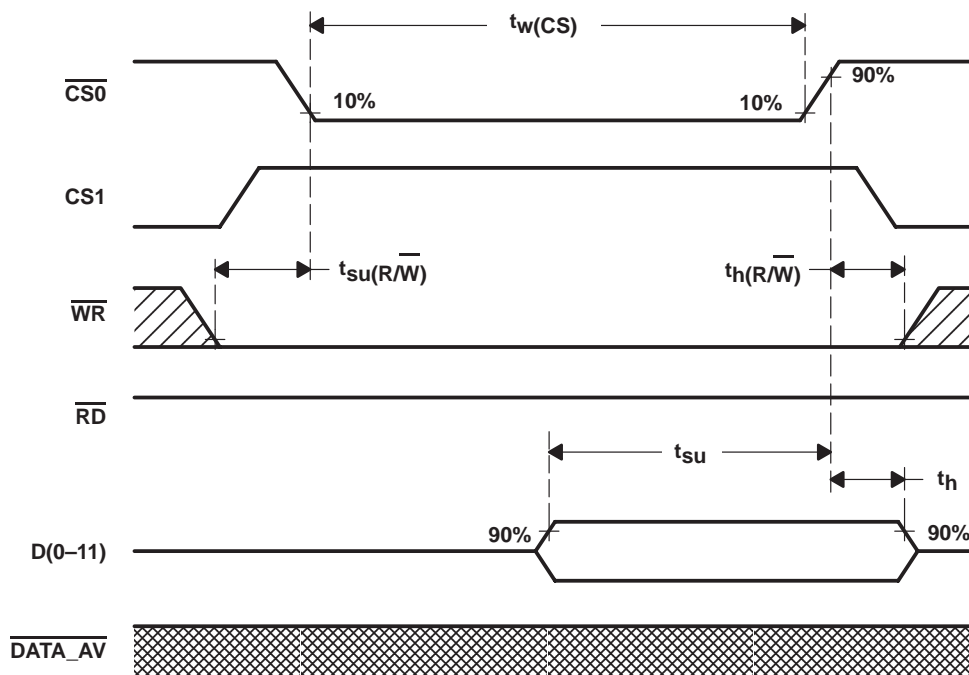 tw(CS)
CS0
10%
10%
90%
CS1
tsu(R/W)
th(R/W)
WR
RD
tsu
th
90%
D(0–11)
90%
DATA_AV